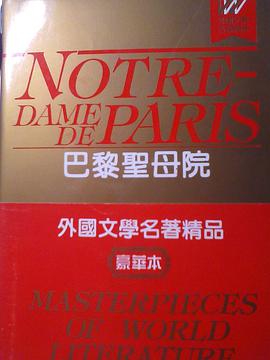 NOTRE-
DAME
DE PARIS
巴黎聖母院
外國文學名著精品
豪華本
MASTERPIECES
OF WORLD
LITERATURE